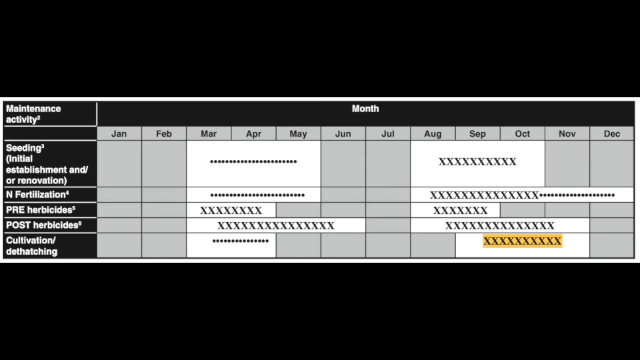 Maintenance activity² Month
Jan Feb Mar Apr May Jun Jul Aug Sep Oct Nov Dec
Seeding³ (Initial establishment and/ or renovation) •••••••••••••••••••••••• XXXXXXXXXX
N Fertilization⁴ •••••••••••••••••••••••••• XXXXXXXXXXXXXX•••••••••••••••••••••
PRE herbicides⁵ XXXXXXXX XXXXXXX
POST herbicides⁶ XXXXXXXXXXXXXXX XXXXXXXXXXXXXX
Cultivation/ dethatching •••••••••••••••• XXXXXXXXXX